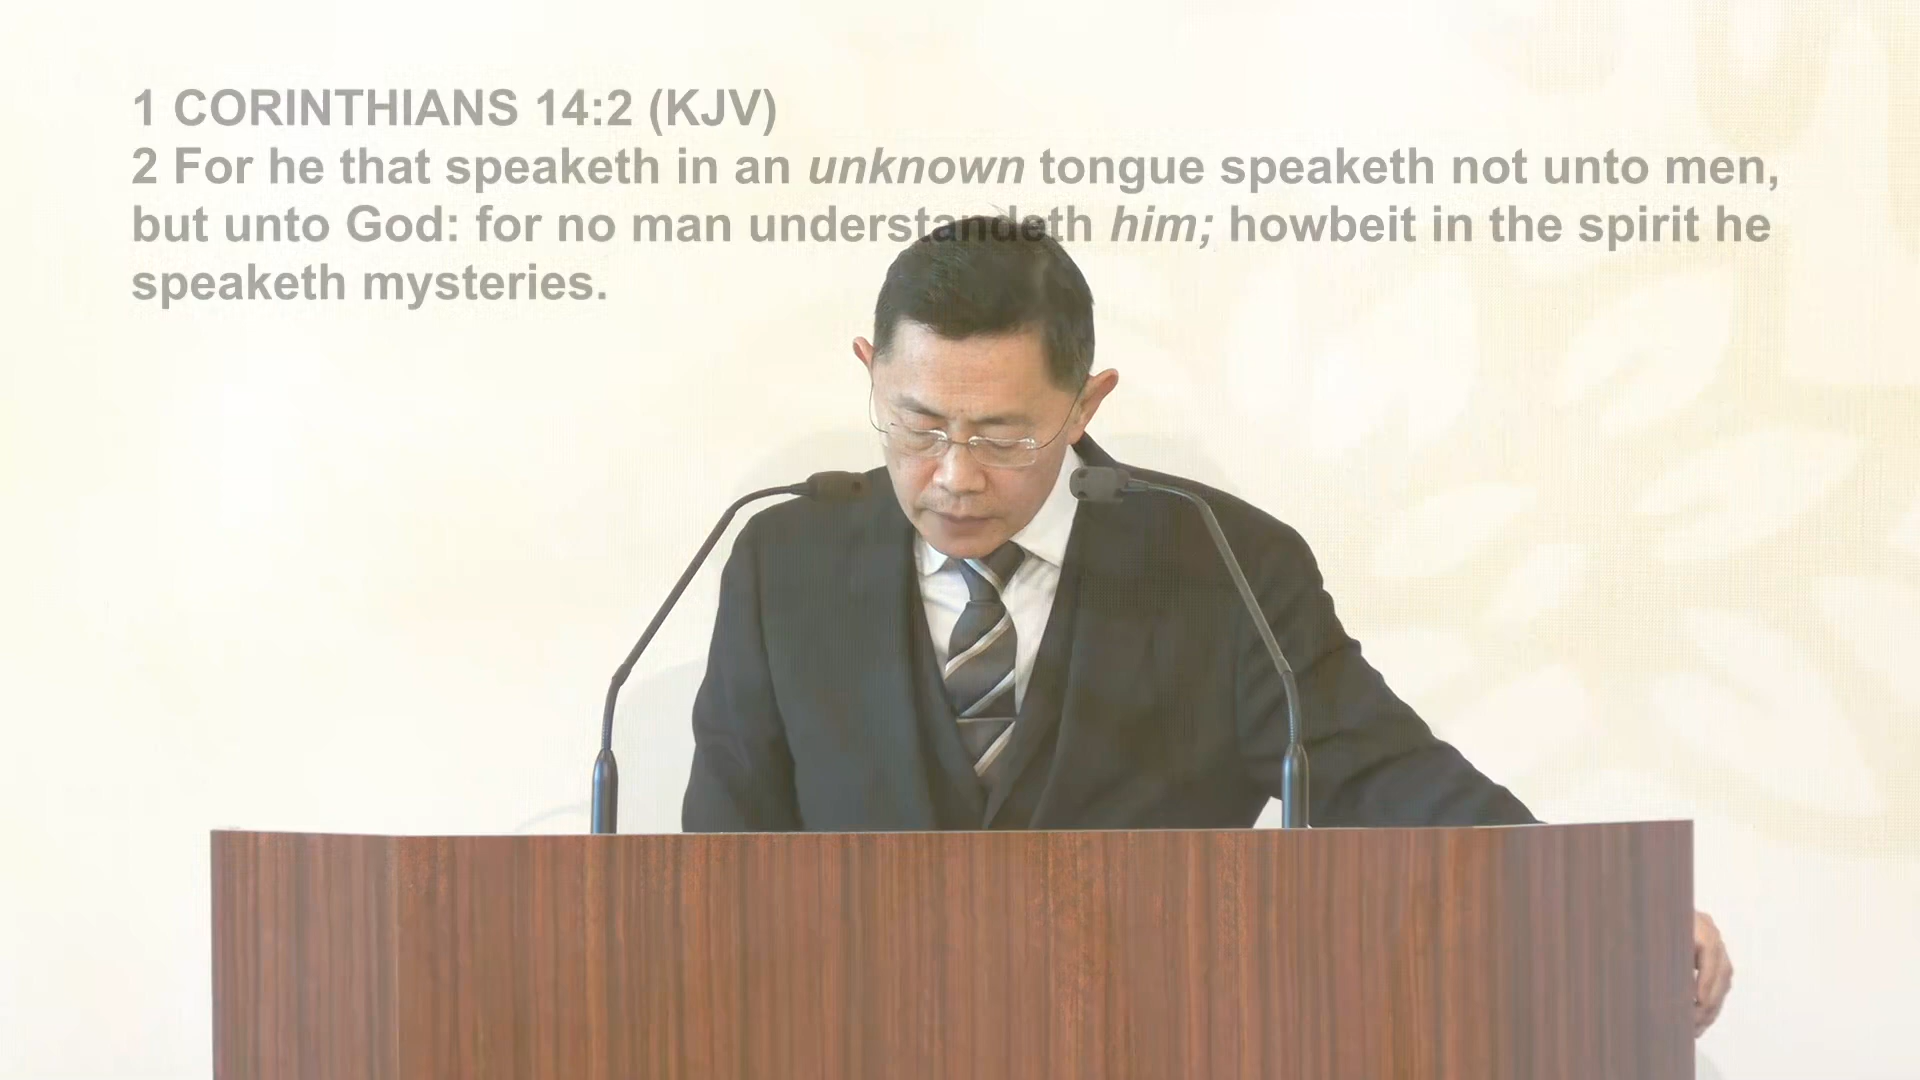 1 CORINTHIANS 14:2 (KJV)
2 For he that speaketh in an unknown tongue speaketh not unto men,
but unto God: for no man understandeth him; howbeit in the spirit he
speaketh mysteries.